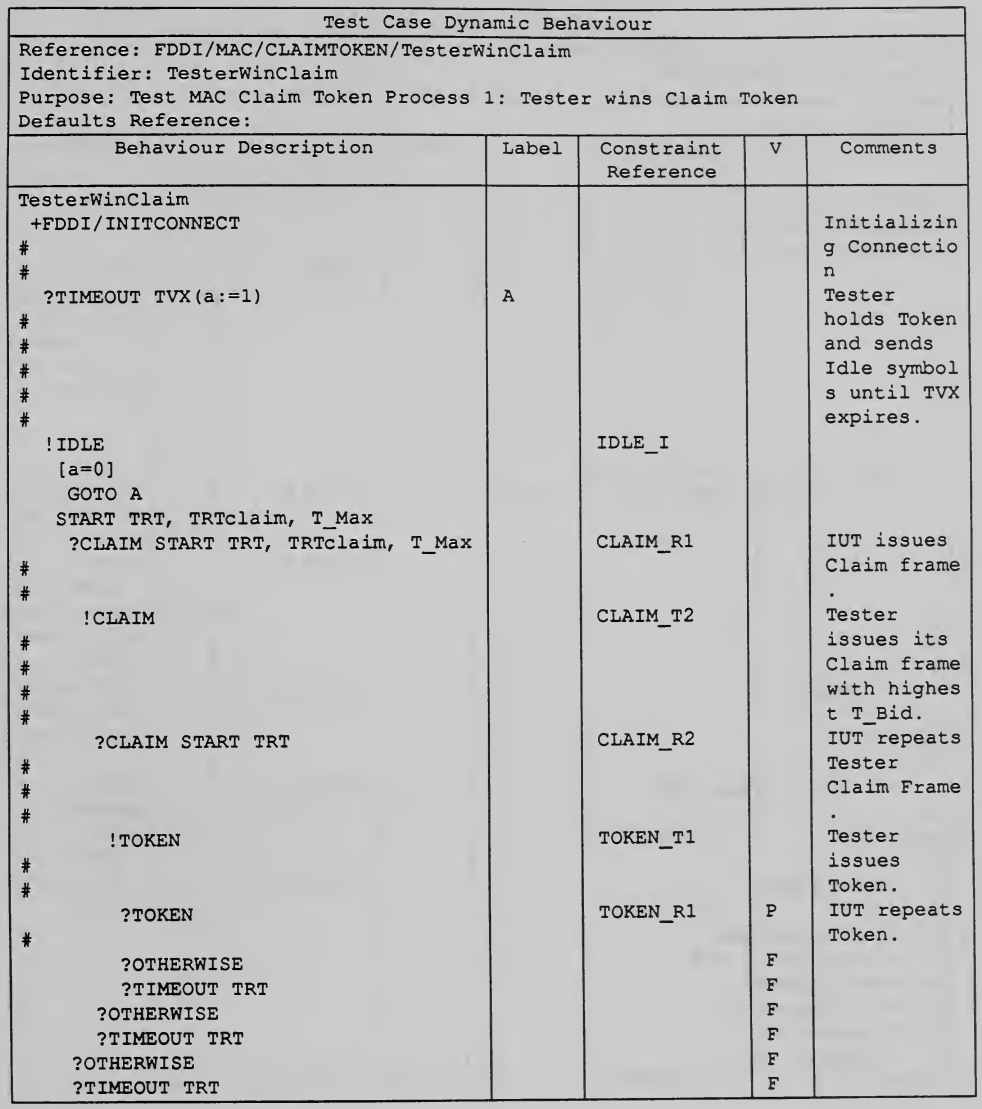 Test Case Dynamic Behaviour
Reference: FDDI/MAC/CLAIMTOKEN/TesterWinClaim
Identifier: TesterWinClaim
Purpose: Test MAC Claim Token Process 1: Tester wins Claim Token
Defaults Reference:
Behaviour Description Label Constraint V Comments
Reference
TesterWinClaim
+FDDI/INITCONNECT Initializin
# g Connectio
# n
?TIMEOUT TVX(a:=1) A Tester
# holds Token
# and sends
# Idle symbol
# s until TVX
# expires.
!IDLE IDLE_I
[a=0]
GOTO A
START TRT, TRTclaim, T_Max
?CLAIM START TRT, TRTclaim, T_Max CLAIM_R1 IUT issues
# Claim frame
# .
!CLAIM CLAIM_T2 Tester
# issues its
# Claim frame
# with highes
# t T_Bid.
?CLAIM START TRT CLAIM_R2 IUT repeats
# Tester
# Claim Frame
# .
!TOKEN TOKEN_T1 Tester
# issues
# Token.
?TOKEN TOKEN_R1 P IUT repeats
# Token.
?OTHERWISE F
?TIMEOUT TRT F
?OTHERWISE F
?TIMEOUT TRT F
?OTHERWISE F
?TIMEOUT TRT F